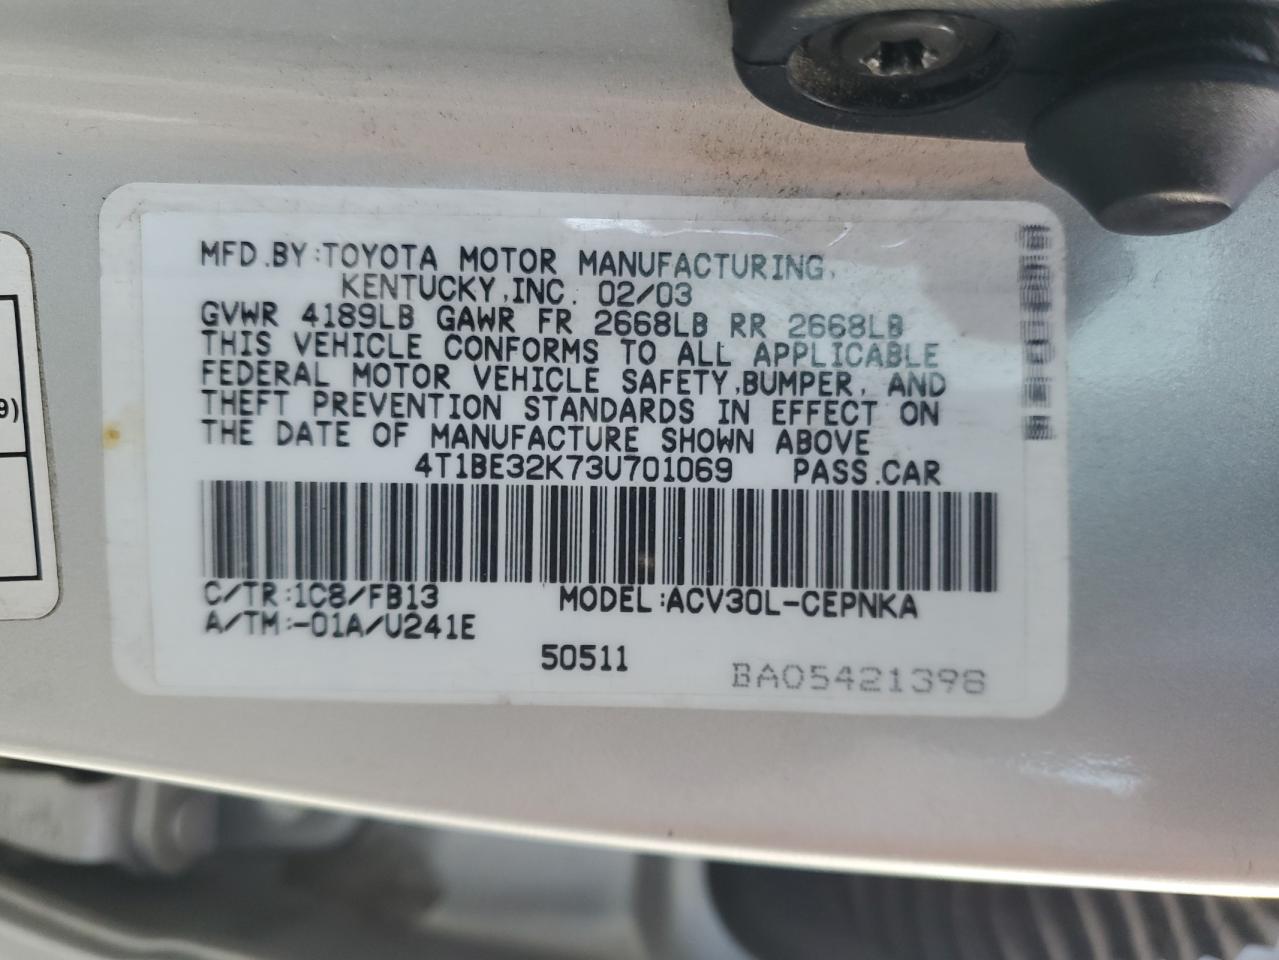 MFD.BY:TOYOTA MOTOR MANUFACTURING,
KENTUCKY,INC. 02/03
GVWR 4189LB GAWR FR 2668LB RR 2668LB
THIS VEHICLE CONFORMS TO ALL APPLICABLE
FEDERAL MOTOR VEHICLE SAFETY,BUMPER, AND
THEFT PREVENTION STANDARDS IN EFFECT ON
THE DATE OF MANUFACTURE SHOWN ABOVE
4T1BE32K73U701069 PASS.CAR
C/TR:1C8/FB13 MODEL:ACV30L-CEPNKA
A/TM:-01A/U241E
50511
BA05421398
9)